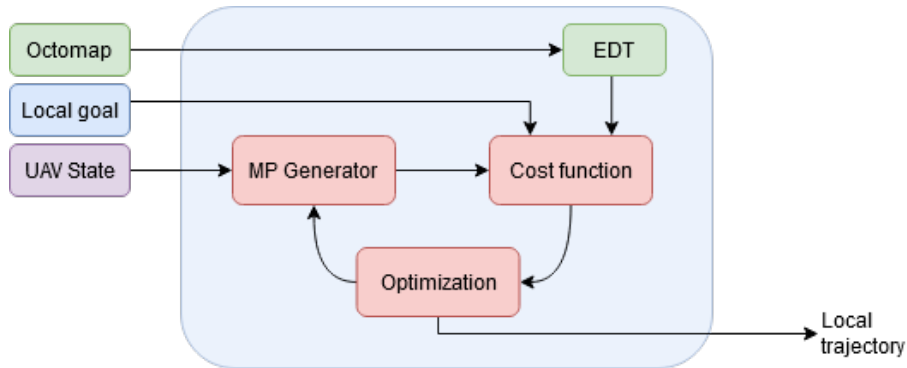 Octomap
EDT
Local goal
UAV State
MP Generator
Cost function
Optimization
Local
trajectory